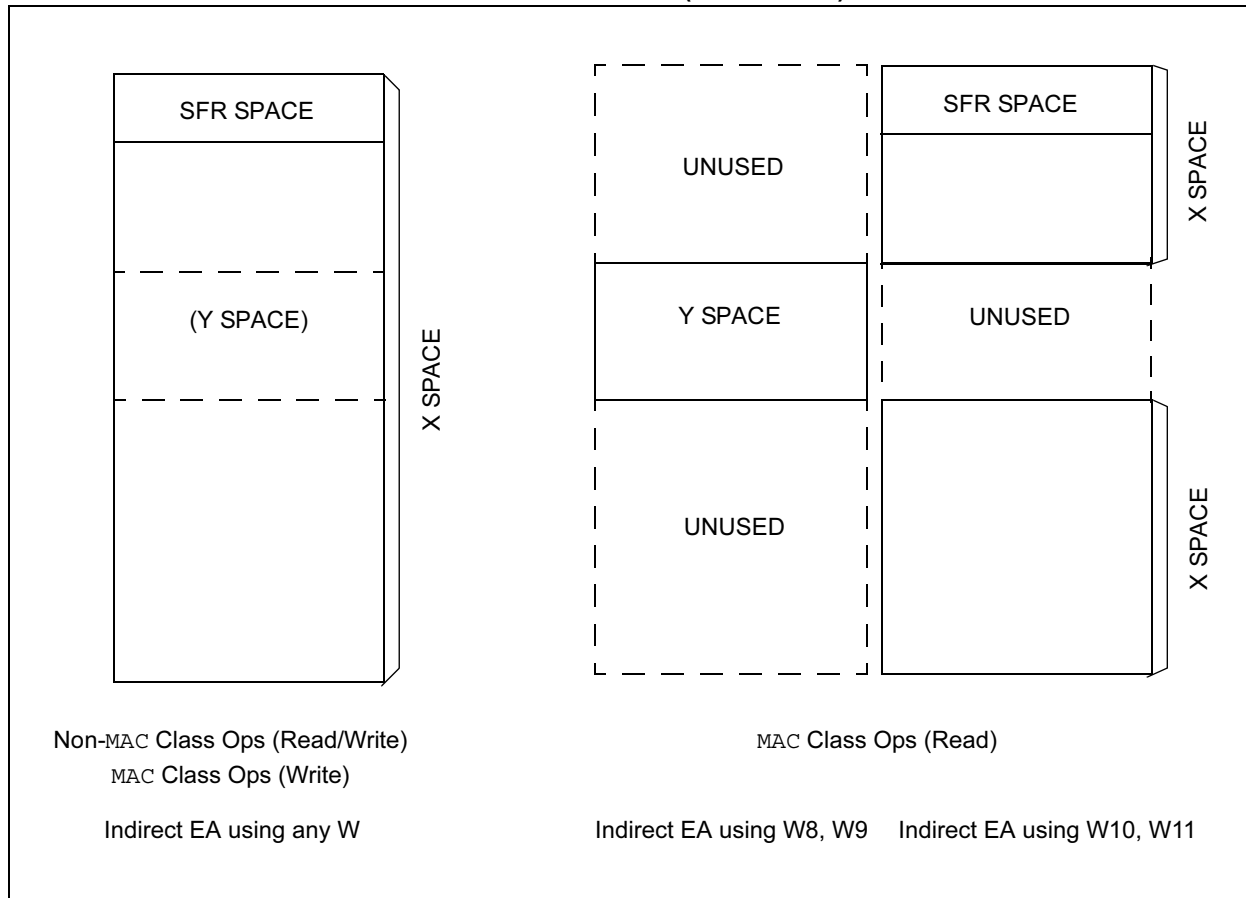 SFR SPACE
(Y SPACE)
X SPACE
UNUSED
Y SPACE
UNUSED
SFR SPACE
UNUSED
X SPACE
X SPACE
Non-MAC Class Ops (Read/Write)
MAC Class Ops (Write)
Indirect EA using any W
MAC Class Ops (Read)
Indirect EA using W8, W9
Indirect EA using W10, W11